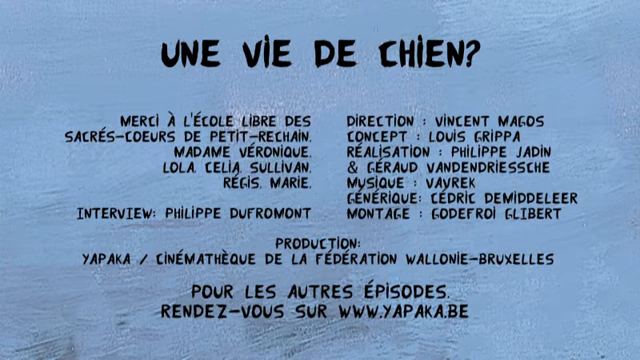 UNE VIE DE CHIEN?
MERCI À L'ÉCOLE LIBRE DES
SACRÉS-COEURS DE PETIT-RECHAIN.
MADAME VÉRONIQUE.
LOLA. CELIA. SULLIVAN.
RÉGIS. MARIE.
INTERVIEW: PHILIPPE DUFROMONT
DIRECTION : VINCENT MAGOS
CONCEPT : LOUIS GRIPPA
RÉALISATION : PHILIPPE JADIN
& GÉRAUD VANDENDRIESSCHE
MUSIQUE : VAVREK
GÉNÉRIQUE: CÉDRIC DEMIDDELEER
MONTAGE : GODEFROI GLIBERT
PRODUCTION:
YAPAKA / CINÉMATHÈQUE DE LA FÉDÉRATION WALLONIE-BRUXELLES
POUR LES AUTRES ÉPISODES.
RENDEZ-VOUS SUR WWW.YAPAKA.BE